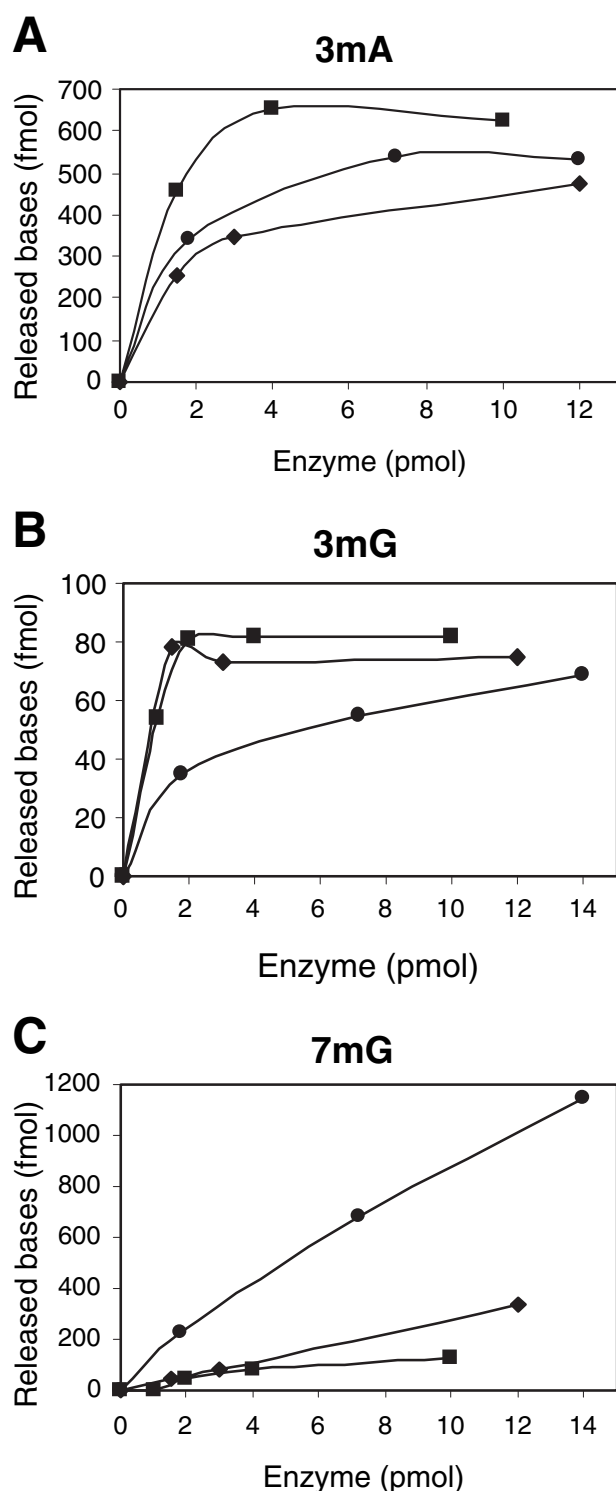 A
3mA
Released bases (fmol)
700
600
500
400
300
200
100
0
0 2 4 6 8 10 12
Enzyme (pmol)
B
3mG
Released bases (fmol)
100
80
60
40
20
0
0 2 4 6 8 10 12 14
Enzyme (pmol)
C
7mG
Released bases (fmol)
1200
1000
800
600
400
200
0
0 2 4 6 8 10 12 14
Enzyme (pmol)